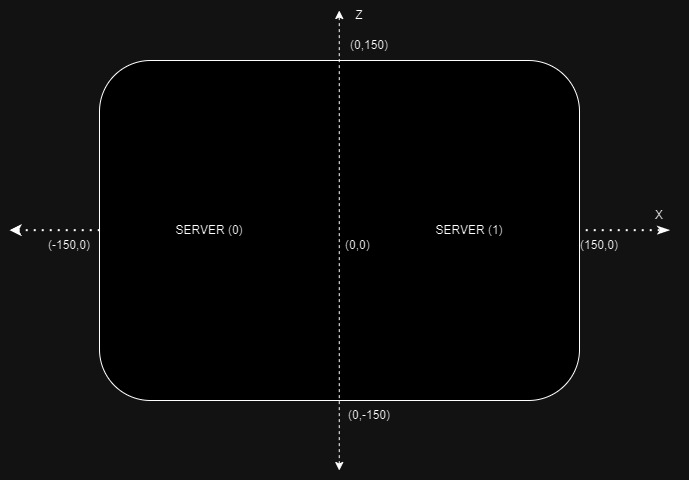 Z
(0,150)
X
SERVER (0)
SERVER (1)
(-150,0)
(0,0)
(150,0)
(0,-150)